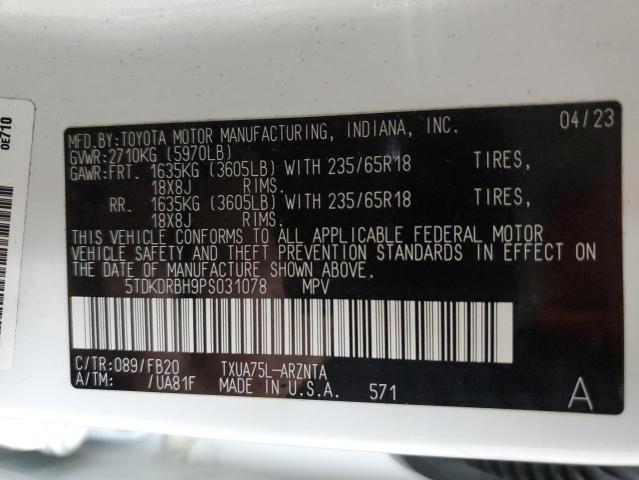 0E710
MFD.BY:TOYOTA MOTOR MANUFACTURING, INDIANA, INC. 04/23
GVWR:2710KG (5970LB)
GAWR:FRT. 1635KG (3605LB) WITH 235/65R18 TIRES,
18X8J RIMS.
RR. 1635KG (3605LB) WITH 235/65R18 TIRES,
18X8J RIMS.
THIS VEHICLE CONFORMS TO ALL APPLICABLE FEDERAL MOTOR
VEHICLE SAFETY AND THEFT PREVENTION STANDARDS IN EFFECT ON
THE DATE OF MANUFACTURE SHOWN ABOVE.
5TDKDRBH9PS031078 MPV
C/TR:089/FB20 TXUA75L-ARZNTA
A/TM: /UA81F MADE IN U.S.A. 571 A